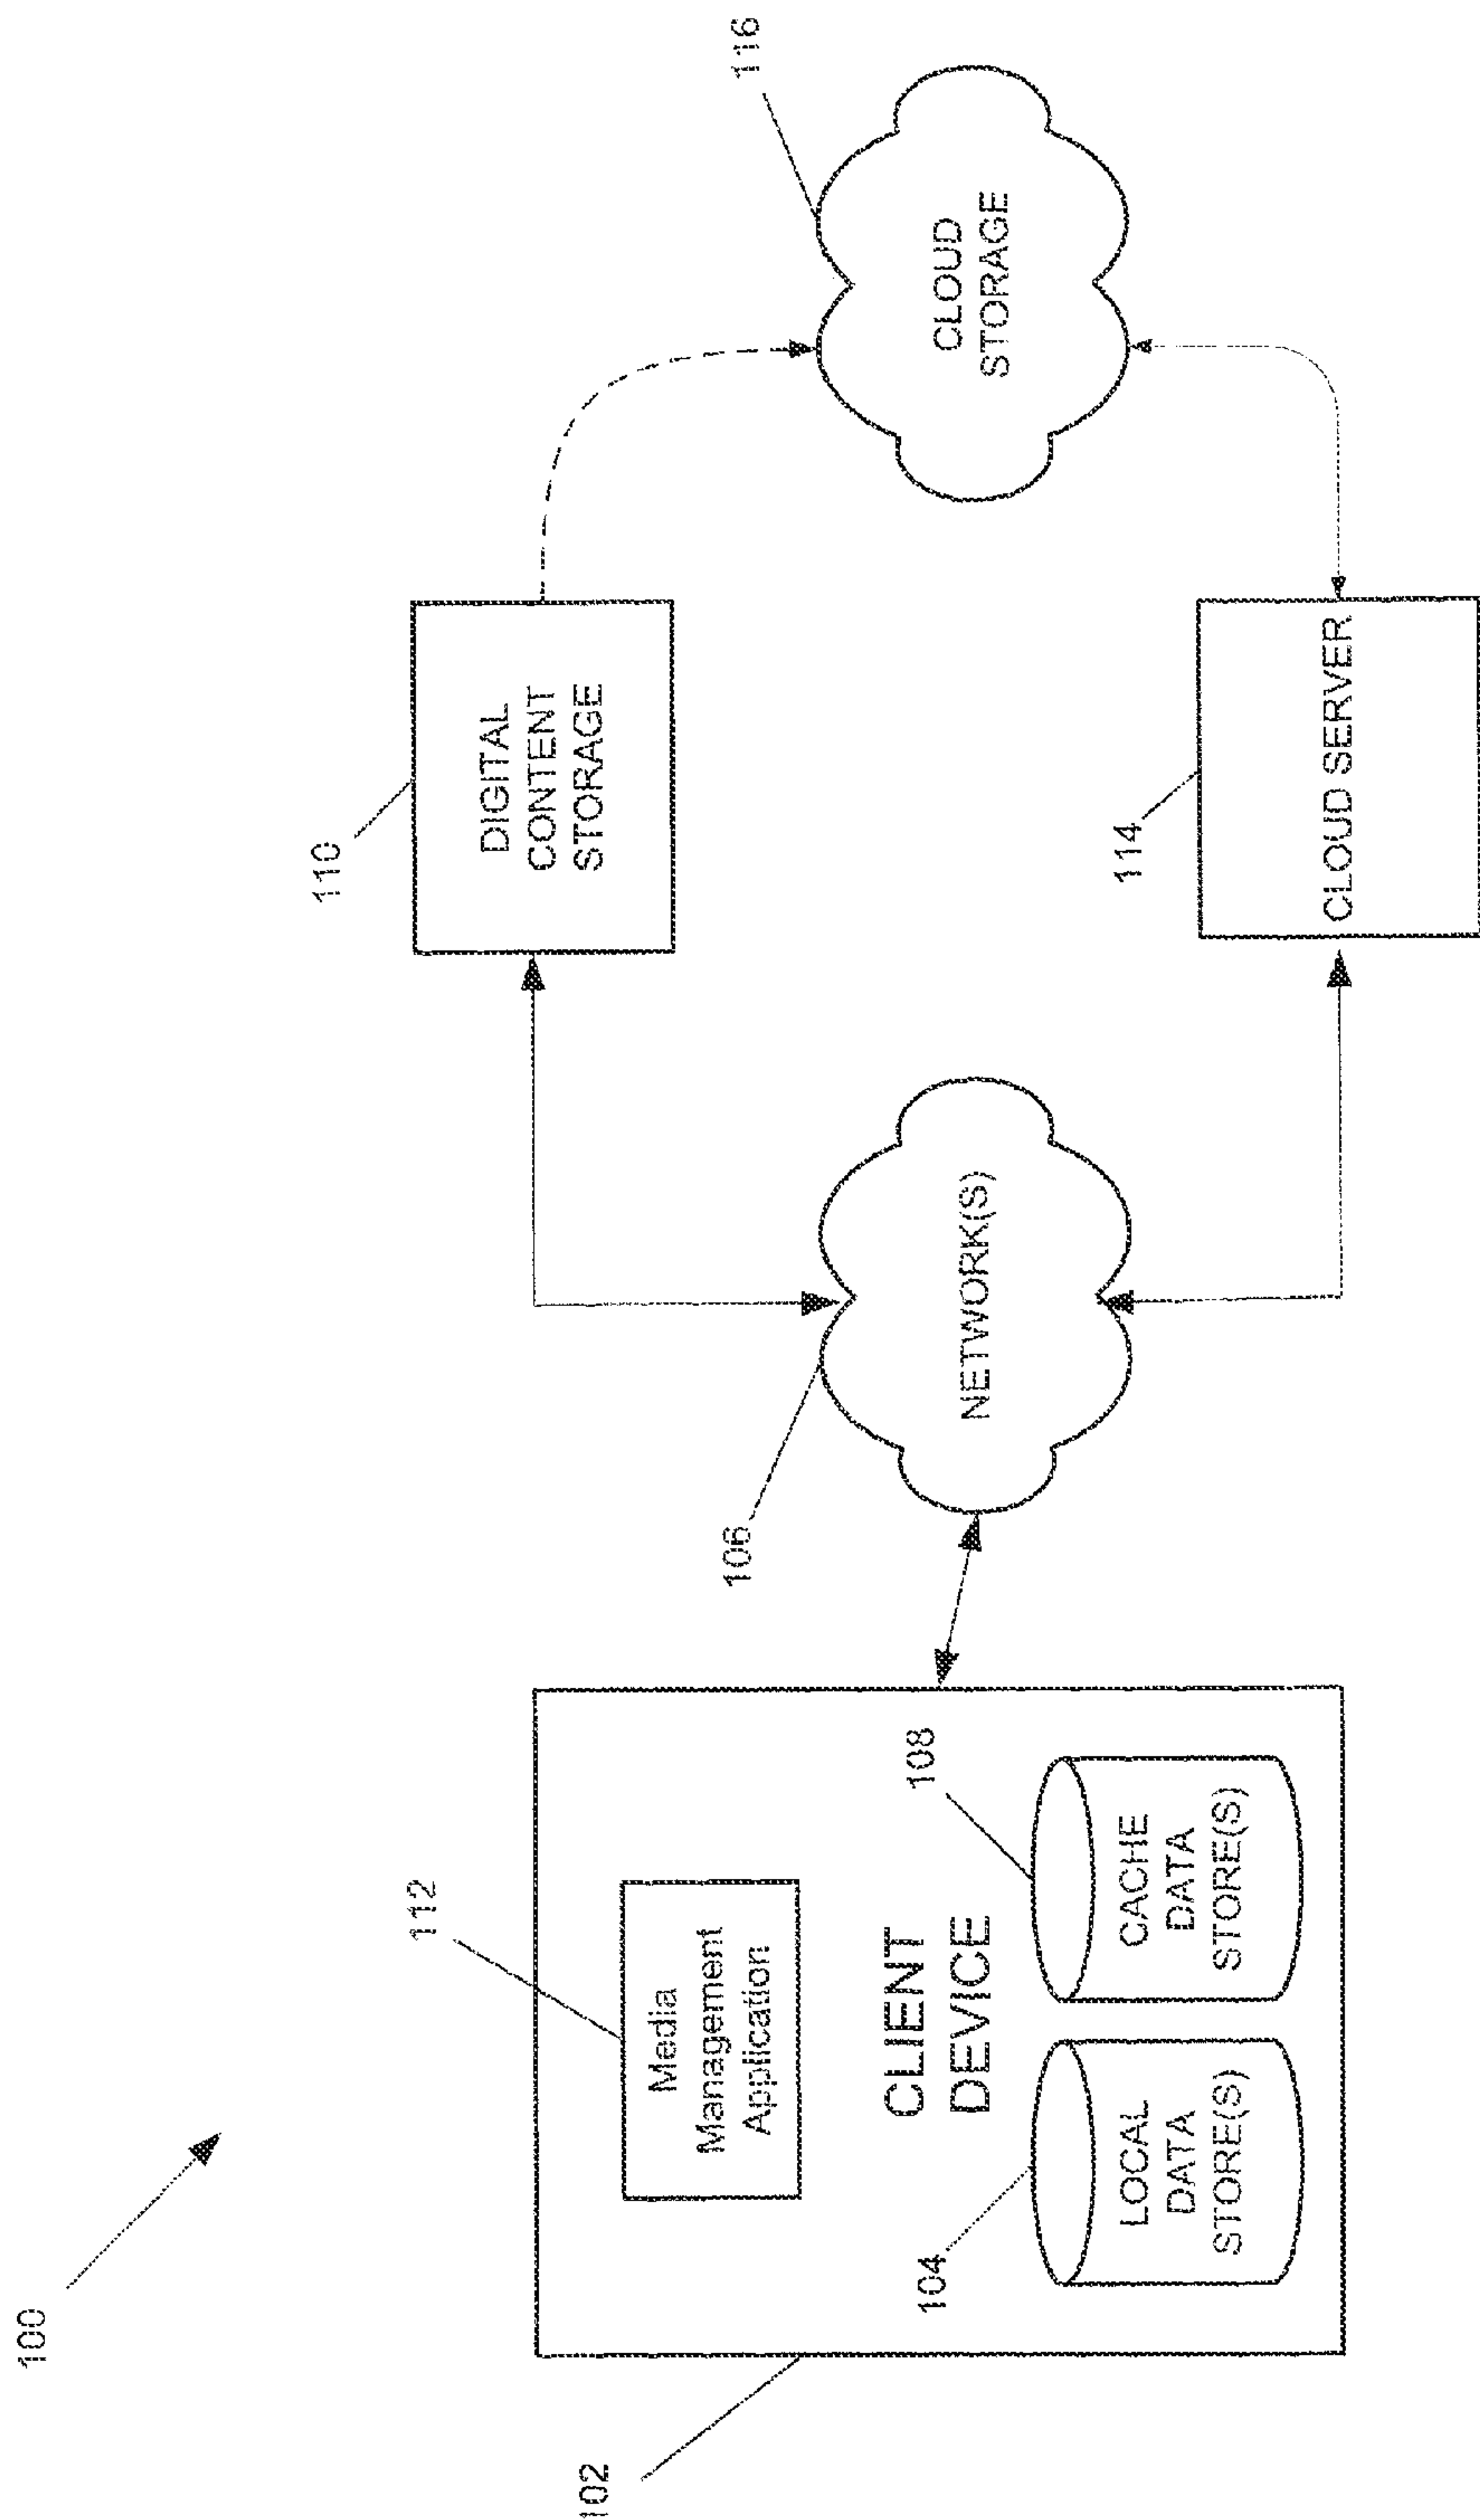 100
102
112
Media
Management
Application
CLIENT
DEVICE
104
LOCAL
DATA
STORE(S)
108
CACHE
DATA
STORE(S)
106
NETWORK(S)
110
DIGITAL
CONTENT
STORAGE
114
CLOUD SERVER
116
CLOUD
STORAGE